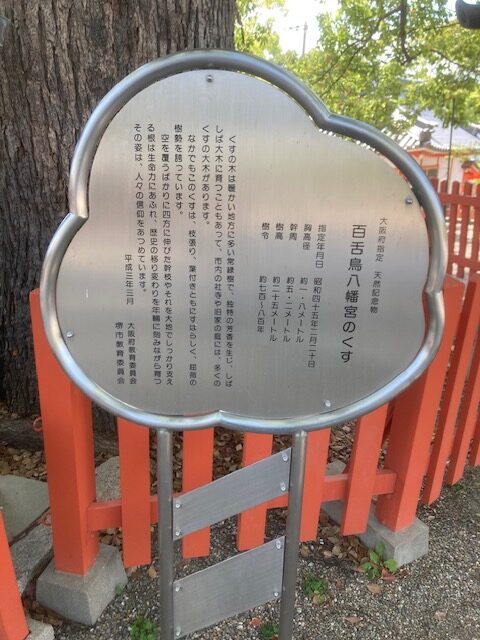 大阪府指定　天然記念物
百舌鳥八幡宮のくす
指定年月日　昭和四十五年二月二十日
胸高径　約一・八メートル
幹周　約五・二メートル
樹高　約二十五メートル
樹令　約七百～八百年
くすの木は暖かい地方に多い常緑樹で、独特の芳香を生じ、しば
しば大木に育つこともあって、市内の社寺や旧家の庭には、多くの
くすの大木があります。
なかでもこのくすは、枝張り、葉付きともにすばらしく、屈指の
樹勢を誇っています。
空を覆うばかりに四方に伸びた幹枝やそれを大地でしっかり支え
る根は生命力にあふれ、歴史の移り変わりを年輪に刻みながら育つ
その姿は、人々の信仰をあつめています。
平成三年三月
大阪府教育委員会
堺市教育委員会